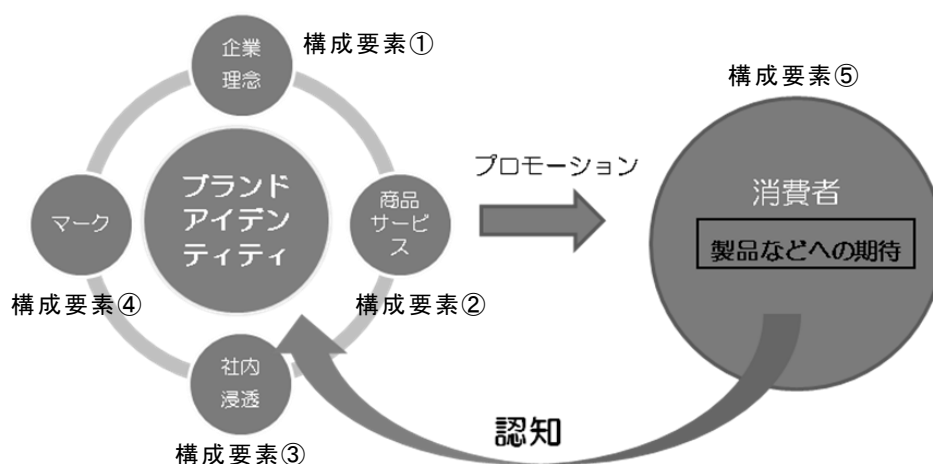 企業
理念
構成要素①
構成要素⑤
プロモーション
消費者
製品などへの期待
ブランド
アイデン
ティティ
マーク
商品
サービ
ス
構成要素④
構成要素②
社内
浸透
構成要素③
認知